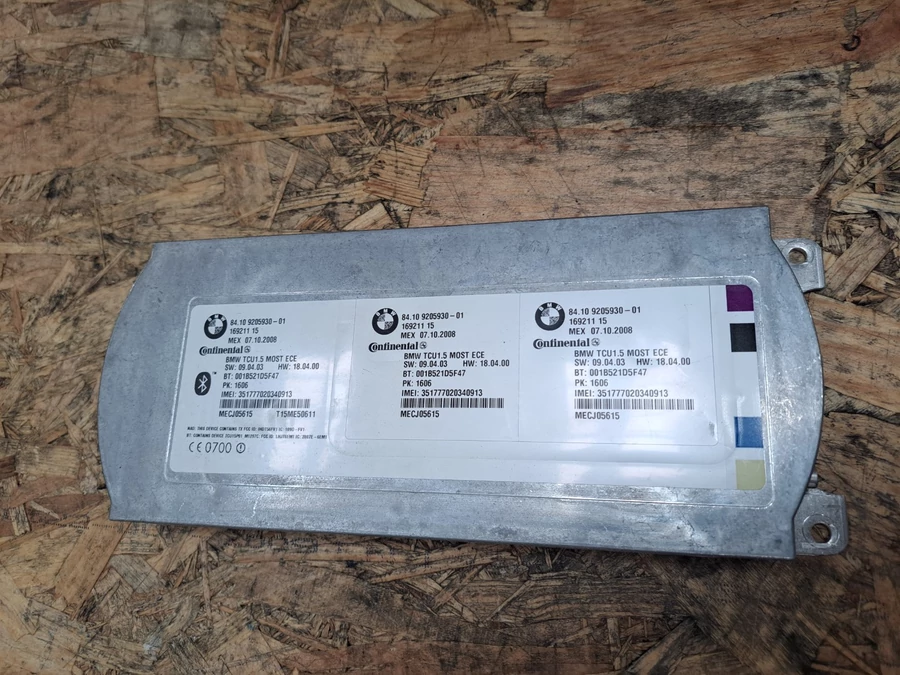 BMW
84.10 9205930-01
169211 15
MEX 07.10.2008
Continental
BMW TCU1.5 MOST ECE
SW: 09.04.03 HW: 18.04.00
BT: 001B521D5F47
PK: 1606
IMEI: 351777020340913
MECJ05615 T15ME50611
CE0700
BMW
84.10 9205930-01
169211 15
MEX 07.10.2008
Continental
BMW TCU1.5 MOST ECE
SW: 09.04.03 HW: 18.04.00
BT: 001B521D5F47
PK: 1606
IMEI: 351777020340913
MECJ05615
BMW
84.10 9205930-01
169211 15
MEX 07.10.2008
Continental
BMW TCU1.5 MOST ECE
SW: 09.04.03 HW: 18.04.00
BT: 001B521D5F47
PK: 1606
IMEI: 351777020340913
MECJ05615